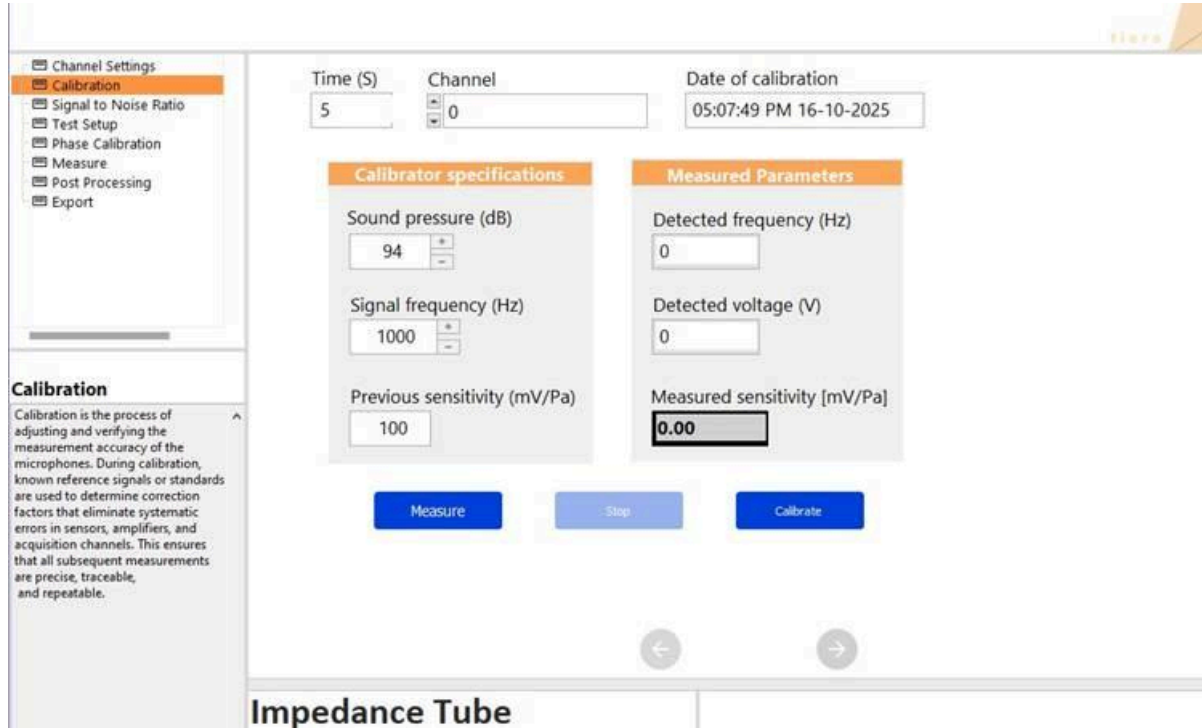 tiara
Channel Settings
Calibration
Signal to Noise Ratio
Test Setup
Phase Calibration
Measure
Post Processing
Export
Calibration
Calibration is the process of
adjusting and verifying the
measurement accuracy of the
microphones. During calibration,
known reference signals or standards
are used to determine correction
factors that eliminate systematic
errors in sensors, amplifiers, and
acquisition channels. This ensures
that all subsequent measurements
are precise, traceable,
and repeatable.
Time (S)
5
Channel
0
Date of calibration
05:07:49 PM 16-10-2025
Calibrator specifications
Sound pressure (dB)
94
Signal frequency (Hz)
1000
Previous sensitivity (mV/Pa)
100
Measured Parameters
Detected frequency (Hz)
0
Detected voltage (V)
0
Measured sensitivity [mV/Pa]
0.00
Measure
Stop
Calibrate
Impedance Tube